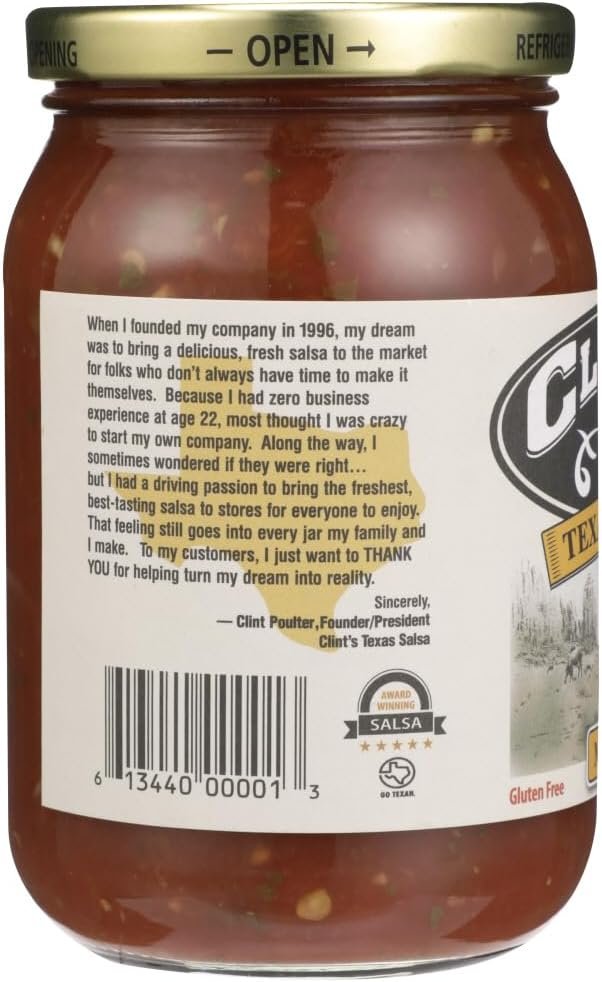 OPENING
— OPEN →
When I founded my company in 1996, my dream
was to bring a delicious, fresh salsa to the market
for folks who don't always have time to make it
themselves. Because I had zero business
experience at age 22, most thought I was crazy
to start my own company. Along the way, I
sometimes wondered if they were right...
but I had a driving passion to bring the freshest,
best-tasting salsa to stores for everyone to enjoy.
That feeling still goes into every jar my family and
I make. To my customers, I just want to THANK
YOU for helping turn my dream into reality.
Sincerely,
— Clint Poulter,Founder/President
Clint's Texas Salsa
AWARD
WINNING
SALSA
GO TEXAN.
6 13440 00001 3
TEX
Gluten Free